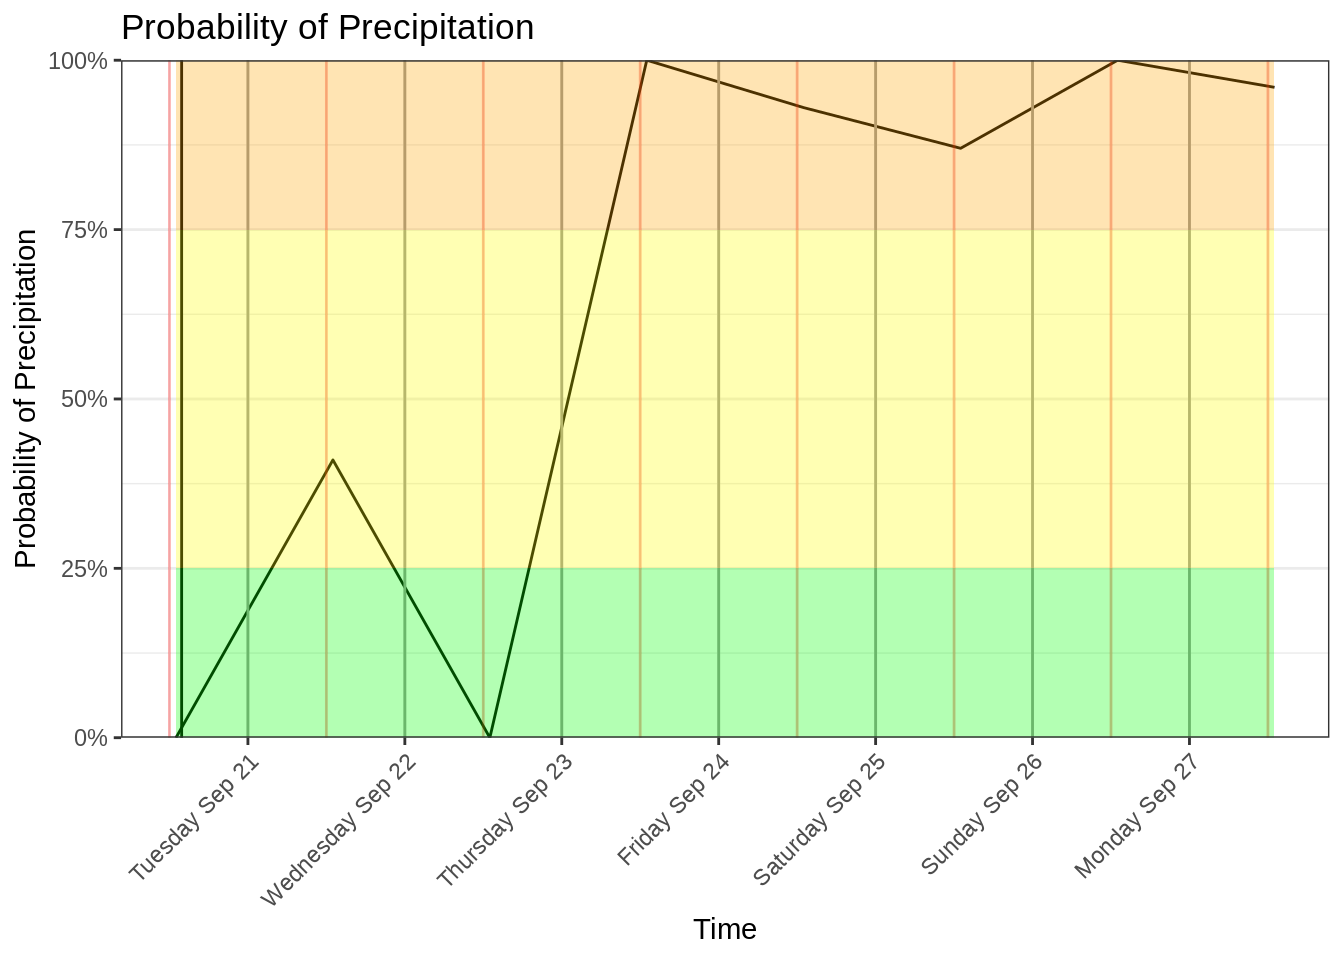 Probability of Precipitation
Probability of Precipitation
100%
75%
50%
25%
0%
Tuesday Sep 21
Wednesday Sep 22
Thursday Sep 23
Friday Sep 24
Saturday Sep 25
Sunday Sep 26
Monday Sep 27
Time